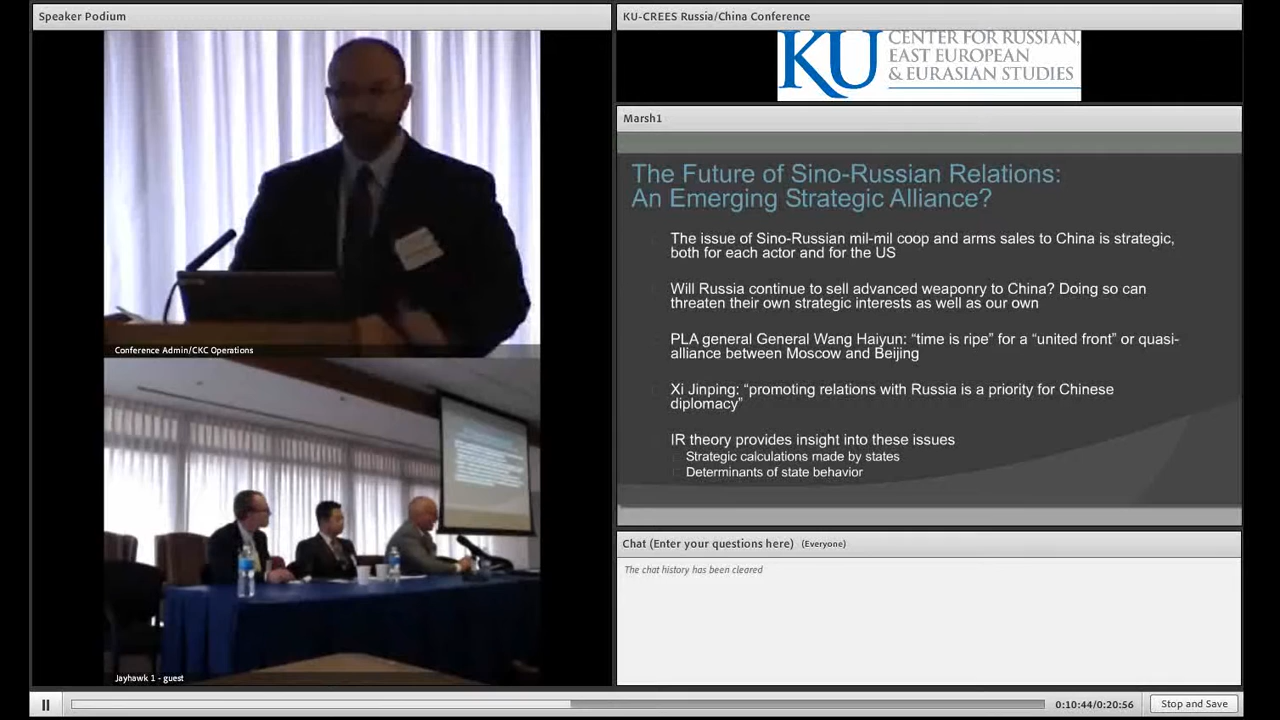 Speaker Podium
Conference Admin/CKC Operations
Jayhawk 1 - guest
KU-CREES Russia/China Conference
KU
CENTER FOR RUSSIAN,
EAST EUROPEAN
& EURASIAN STUDIES
Marsh1
The Future of Sino-Russian Relations:
An Emerging Strategic Alliance?
The issue of Sino-Russian mil-mil coop and arms sales to China is strategic,
both for each actor and for the US
Will Russia continue to sell advanced weaponry to China? Doing so can
threaten their own strategic interests as well as our own
PLA general General Wang Haiyun: “time is ripe” for a “united front” or quasi-
alliance between Moscow and Beijing
Xi Jinping: “promoting relations with Russia is a priority for Chinese
diplomacy”
IR theory provides insight into these issues
Strategic calculations made by states
Determinants of state behavior
Chat (Enter your questions here) (Everyone)
The chat history has been cleared
0:10:44/0:20:56
Stop and Save